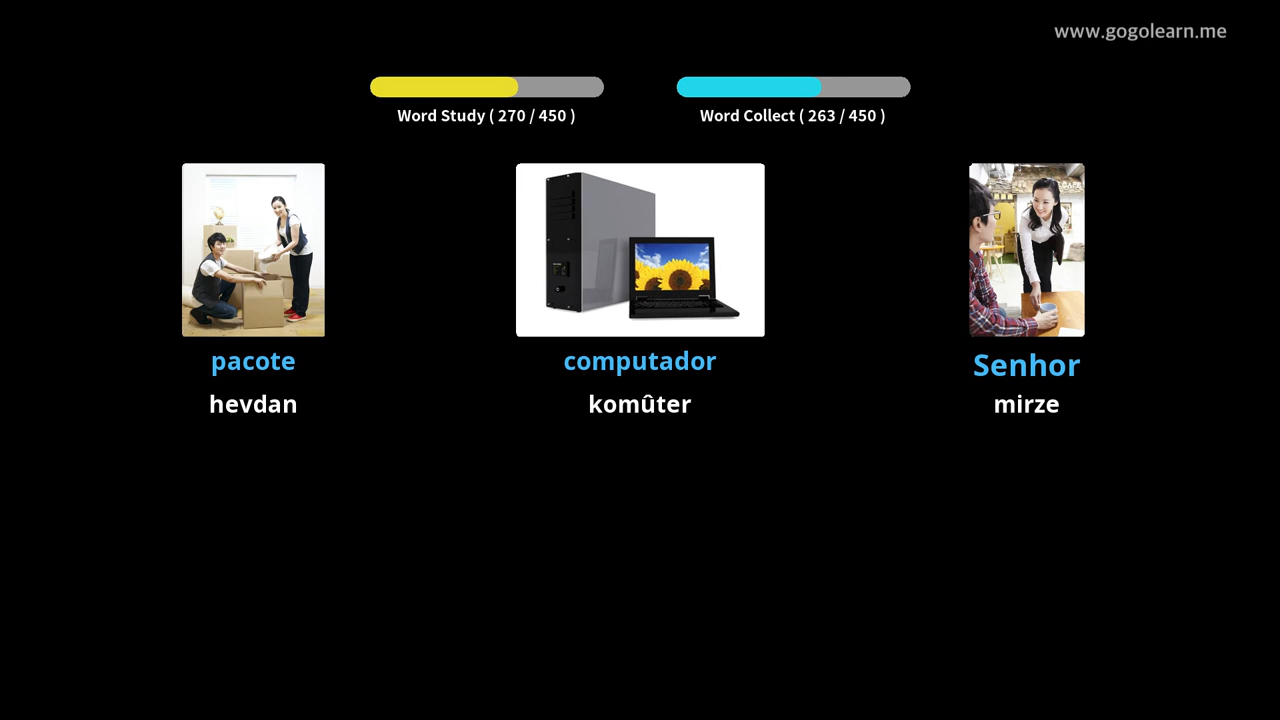 www.gogolearn.me
Word Study ( 270 / 450 )
Word Collect ( 263 / 450 )
pacote
computador
Senhor
hevdan
komûter
mirze